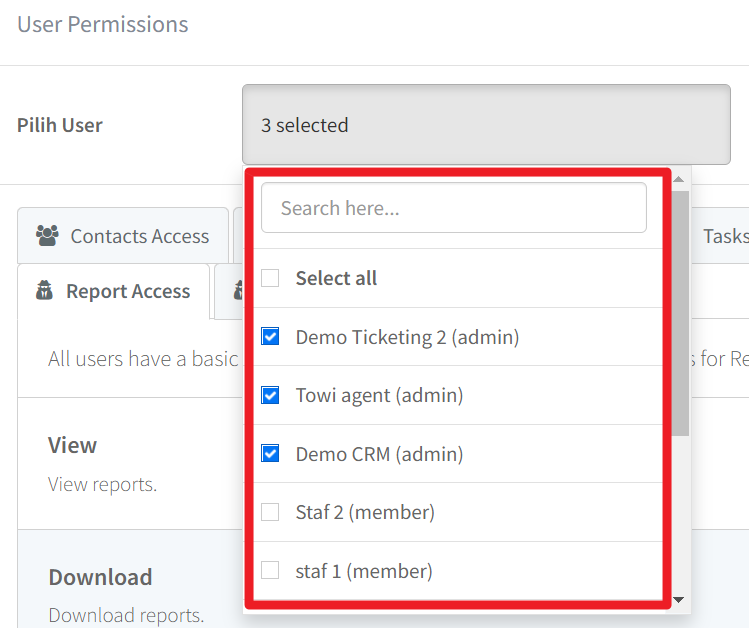 User Permissions
Pilih User
3 selected
Search here...
Select all
Demo Ticketing 2 (admin)
Towi agent (admin)
Demo CRM (admin)
Staf 2 (member)
staf 1 (member)
Contacts Access
Tasks
Report Access
All users have a basic
s for Re
View
View reports.
Download
Download reports.